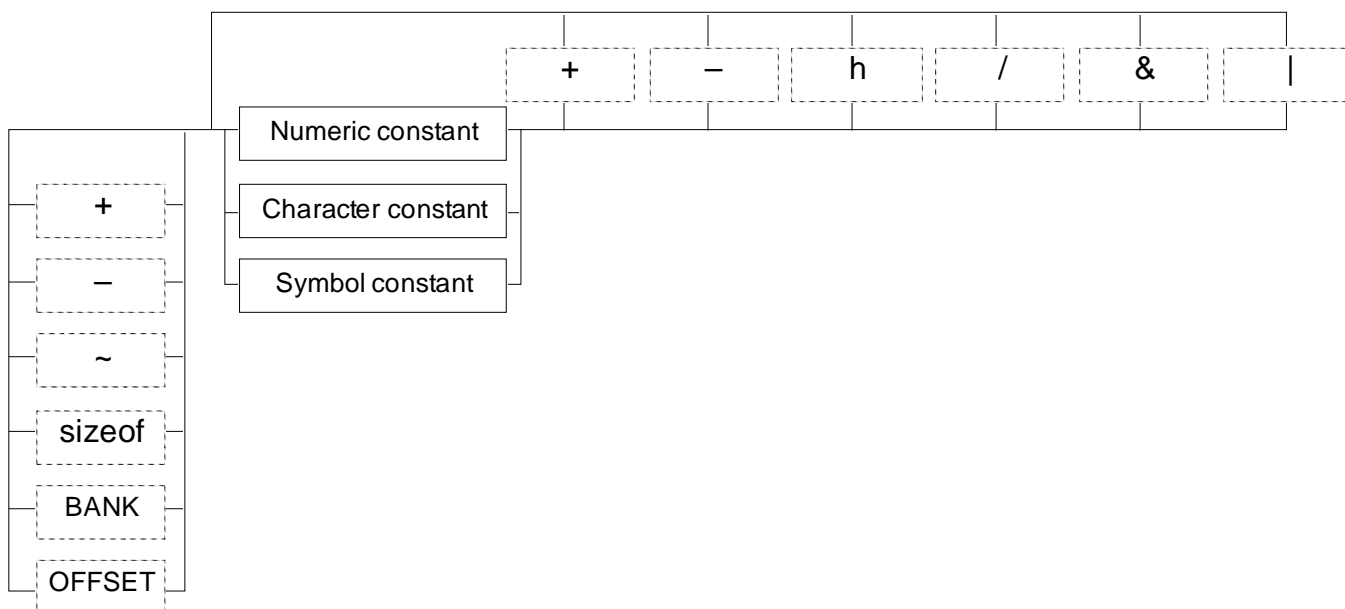 + – h / & |
Numeric constant
+
Character constant
–
Symbol constant
~
sizeof
BANK
OFFSET